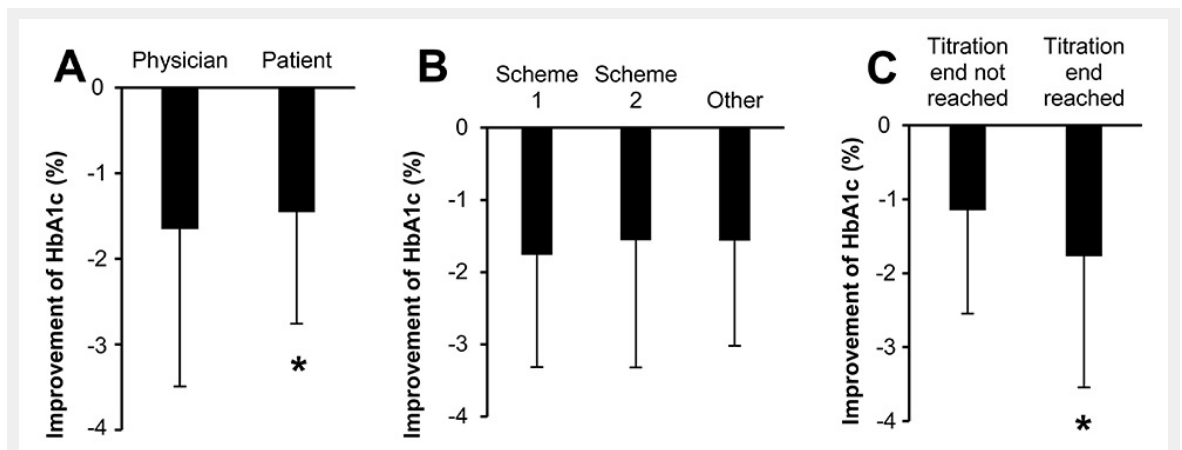 A
Physician
Patient
Improvement of HbA1c (%)
0
-1
-2
-3
-4
*
B
Scheme
1
Scheme
2
Other
Improvement of HbA1c (%)
0
-1
-2
-3
-4
C
Titration
end not
reached
Titration
end
reached
Improvement of HbA1c (%)
0
-1
-2
-3
-4
*